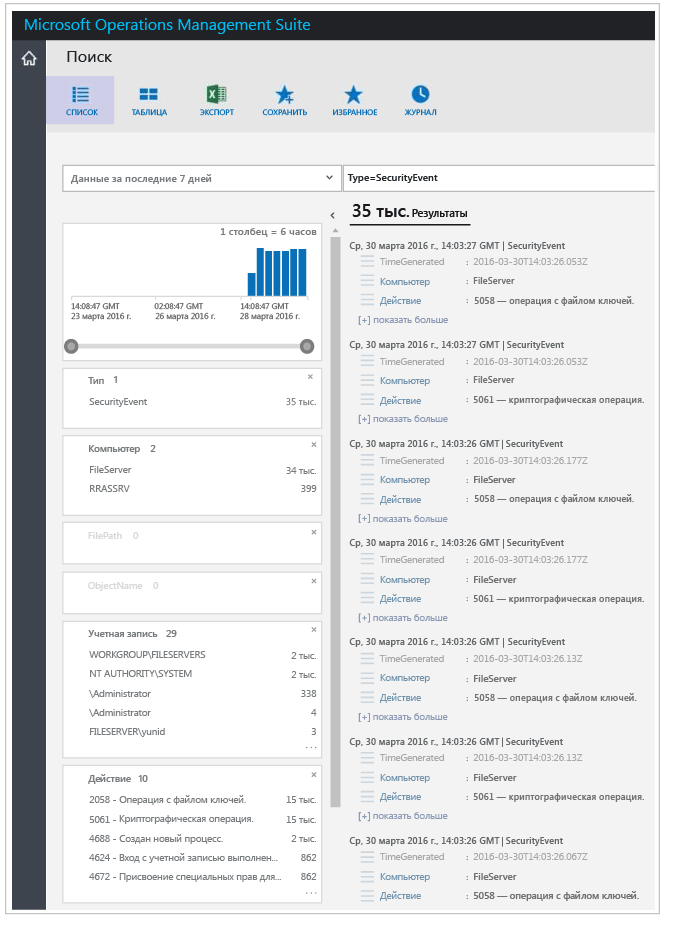 Microsoft Operations Management Suite
Поиск
СПИСОК
ТАБЛИЦА
ЭКСПОРТ
СОХРАНИТЬ
ИЗБРАННОЕ
ЖУРНАЛ
Данные за последние 7 дней
Type=SecurityEvent
1 столбец = 6 часов
14:08:47 GMT 02:08:47 GMT 14:08:47 GMT
23 марта 2016 г. 26 марта 2016 г. 28 марта 2016 г.
Тип 1
SecurityEvent 35 тыс.
Компьютер 2
FileServer 34 тыс.
RRASSRV 399
FilePath 0
ObjectName 0
Учетная запись 29
WORKGROUP\FILESERVERS 2 тыс.
NT AUTHORITY\SYSTEM 2 тыс.
\Administrator 338
\Administrator 4
FILESERVER\yunid 3
...
Действие 10
2058 - Операция с файлом ключей. 15 тыс.
5061 - Криптографическая операция. 15 тыс.
4688 - Создан новый процесс. 2 тыс.
4624 - Вход с учетной записью выполнен... 862
4672 - Присвоение специальных прав для... 862
...
35 тыс. Результаты
Ср, 30 марта 2016 г., 14:03:27 GMT | SecurityEvent
TimeGenerated : 2016-03-30T14:03:26.053Z
Компьютер : FileServer
Действие : 5058 — операция с файлом ключей.
[+] показать больше
Ср, 30 марта 2016 г., 14:03:27 GMT | SecurityEvent
TimeGenerated : 2016-03-30T14:03:26.053Z
Компьютер : FileServer
Действие : 5061 — криптографическая операция.
[+] показать больше
Ср, 30 марта 2016 г., 14:03:26 GMT | SecurityEvent
TimeGenerated : 2016-03-30T14:03:26.177Z
Компьютер : FileServer
Действие : 5058 — операция с файлом ключей.
[+] показать больше
Ср, 30 марта 2016 г., 14:03:26 GMT | SecurityEvent
TimeGenerated : 2016-03-30T14:03:26.177Z
Компьютер : FileServer
Действие : 5061 — криптографическая операция.
[+] показать больше
Ср, 30 марта 2016 г., 14:03:26 GMT | SecurityEvent
TimeGenerated : 2016-03-30T14:03:26.13Z
Компьютер : FileServer
Действие : 5058 — операция с файлом ключей.
[+] показать больше
Ср, 30 марта 2016 г., 14:03:26 GMT | SecurityEvent
TimeGenerated : 2016-03-30T14:03:26.13Z
Компьютер : FileServer
Действие : 5061 — криптографическая операция.
[+] показать больше
Ср, 30 марта 2016 г., 14:03:26 GMT | SecurityEvent
TimeGenerated : 2016-03-30T14:03:26.067Z
Компьютер : FileServer
Действие : 5058 — операция с файлом ключей.